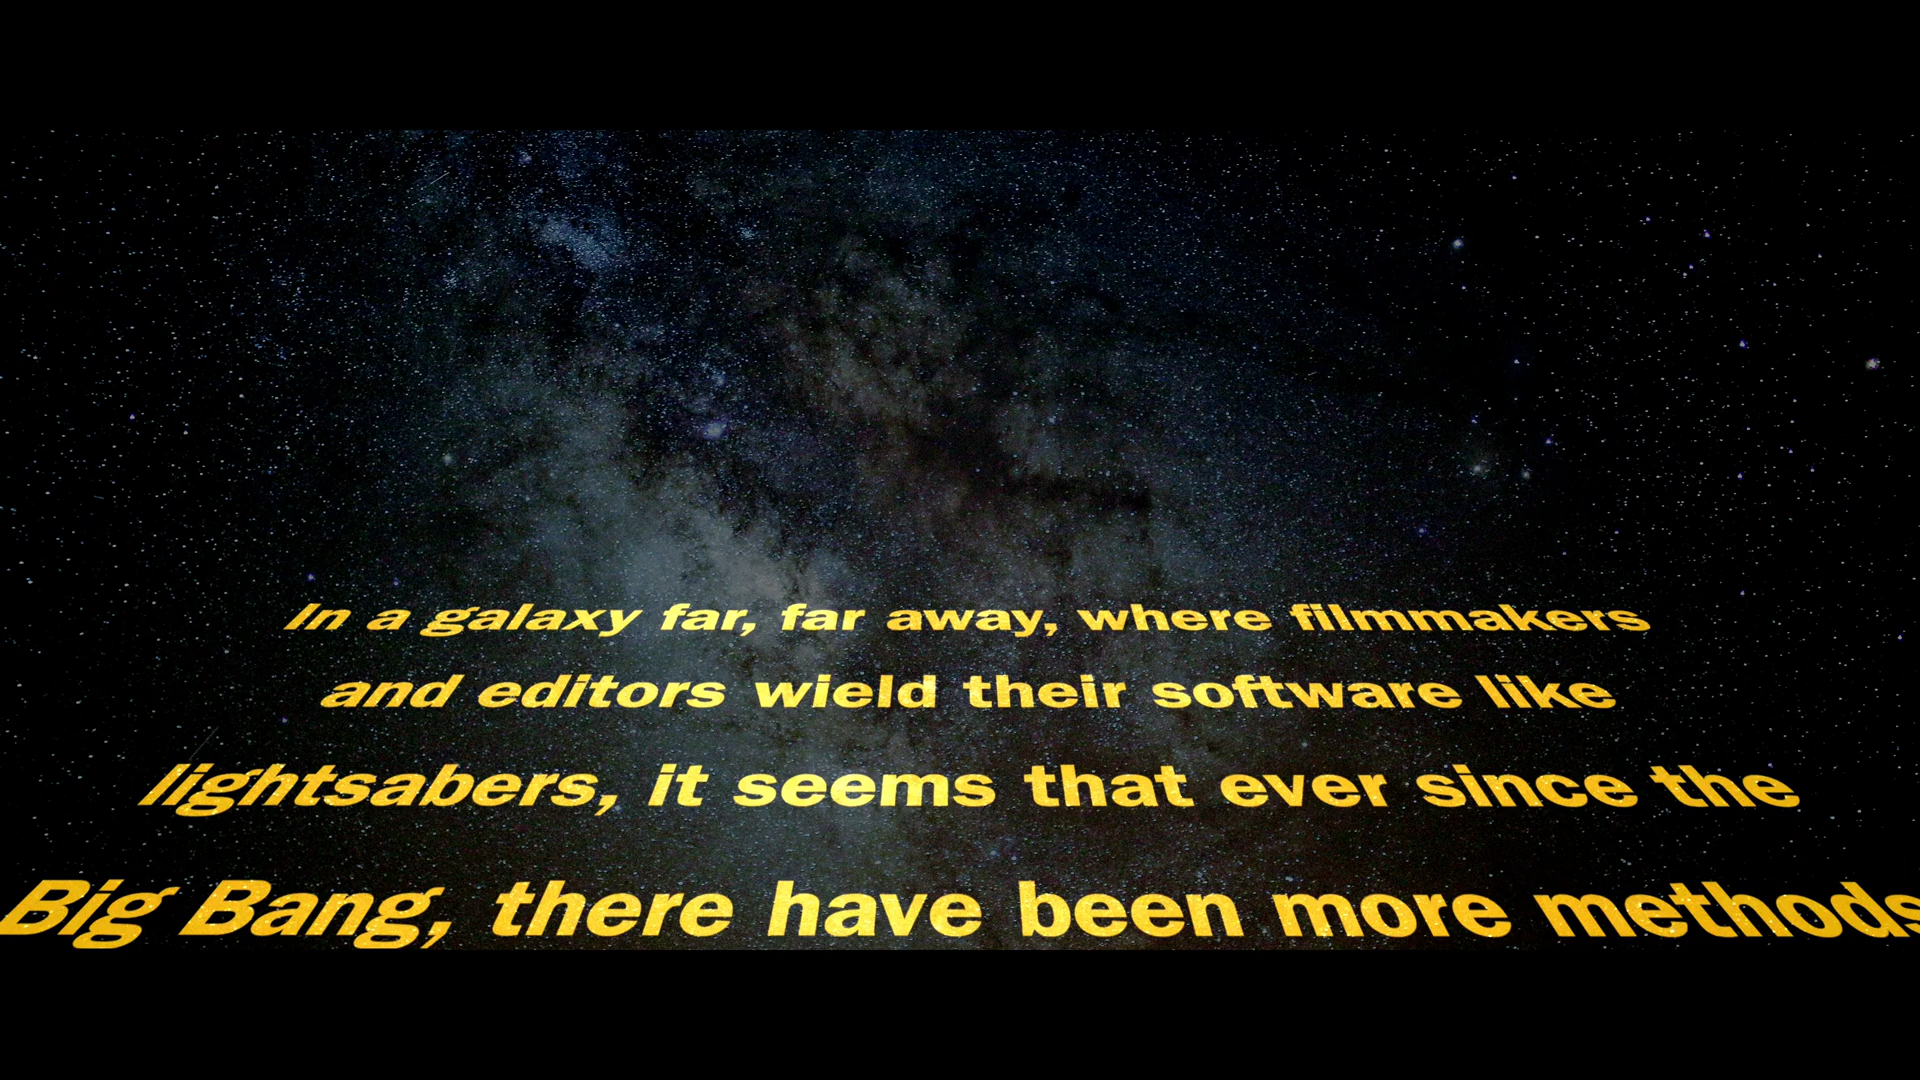 In a galaxy far, far away, where filmmakers
and editors wield their software like
lightsabers, it seems that ever since the
Big Bang, there have been more methods